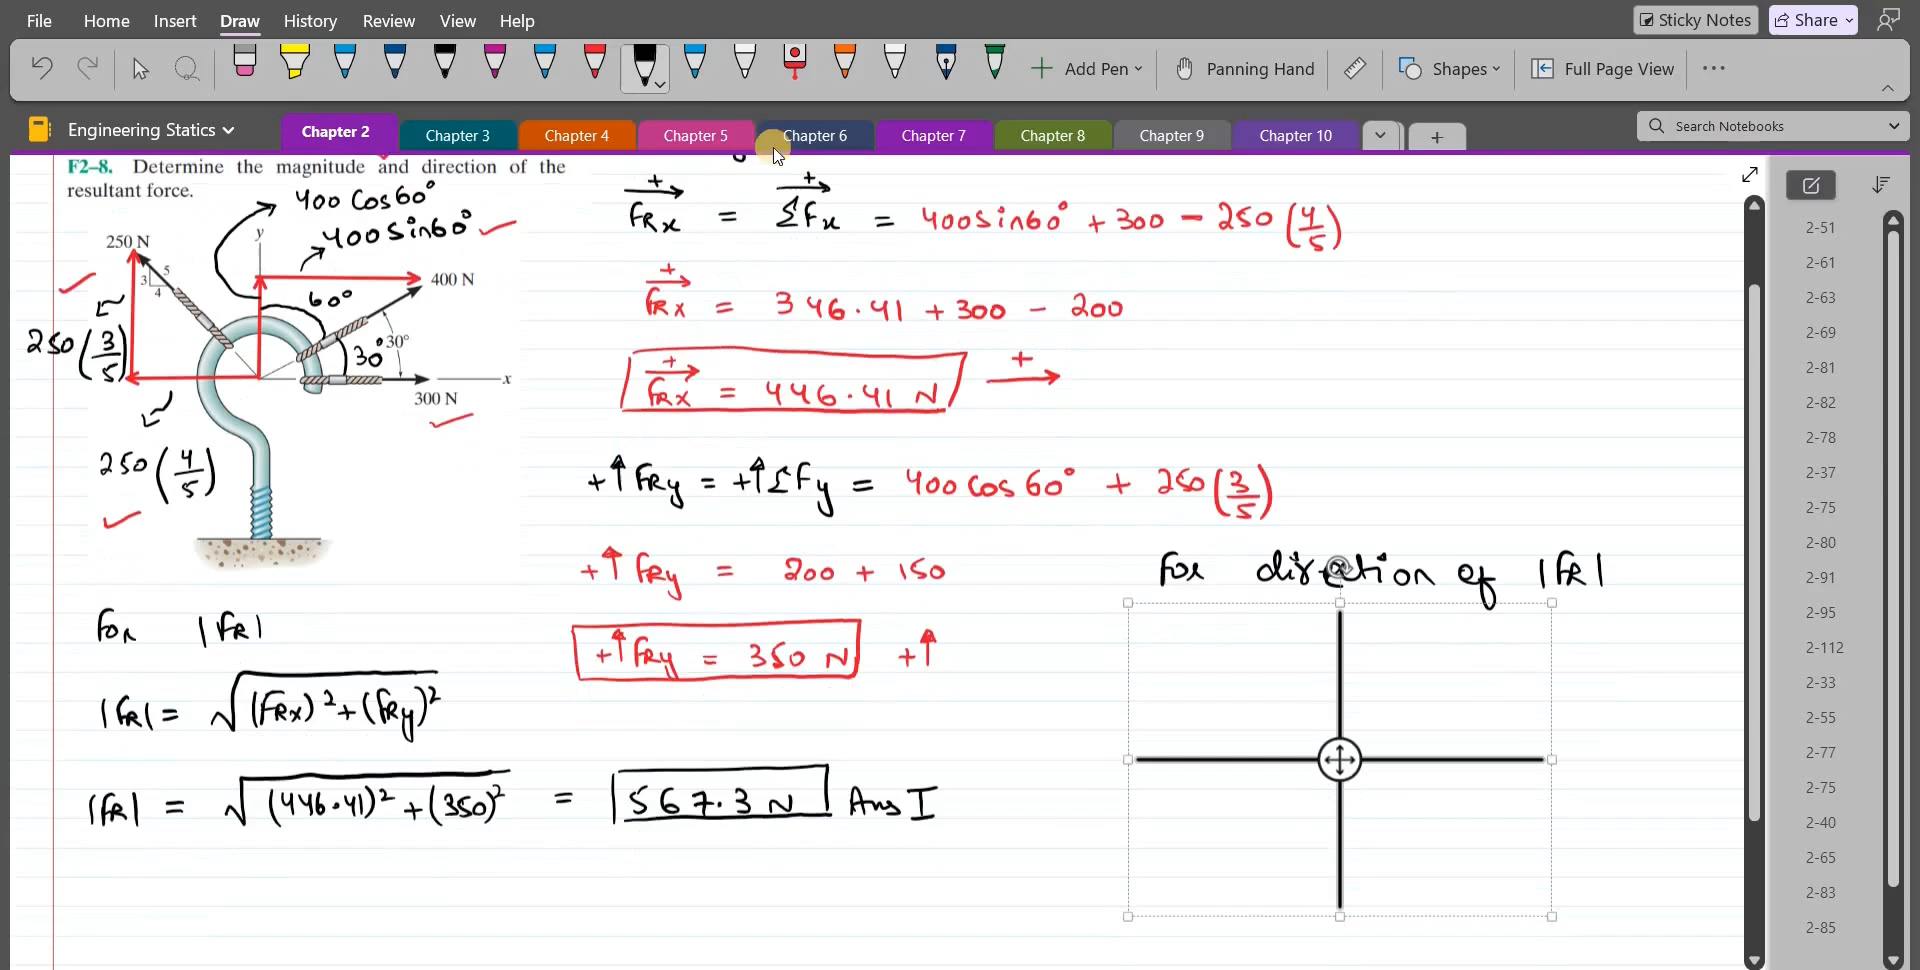 File Home Insert Draw History Review View Help
Sticky Notes Share
Add Pen Panning Hand Shapes Full Page View
Engineering Statics Chapter 2 Chapter 3 Chapter 4 Chapter 5 Chapter 6 Chapter 7 Chapter 8 Chapter 9 Chapter 10 +
Search Notebooks
F2–8. Determine the magnitude and direction of the
resultant force.
400 Cos60°
400 Sin60°
y
250 N
5
3
4
400 N
60°
30°
30°
x
300 N
250 (3/5)
250 (4/5)
FRx = ΣFx = 400sin60° + 300 - 250 (4/5)
FRx = 346.41 + 300 - 200
FRx = 446.41 N +
+↑ FRy = +↑ΣFy = 400 cos 60° + 250 (3/5)
+↑ FRy = 200 + 150
+↑ FRy = 350 N +↑
For |FR|
|FR| = √(FRx)²+(FRy)²
|FR| = √(446.41)²+(350)² = 567.3 N Ans I
For direction of |FR|
2-51
2-61
2-63
2-69
2-81
2-82
2-78
2-37
2-75
2-80
2-91
2-95
2-112
2-33
2-55
2-77
2-75
2-40
2-65
2-83
2-85